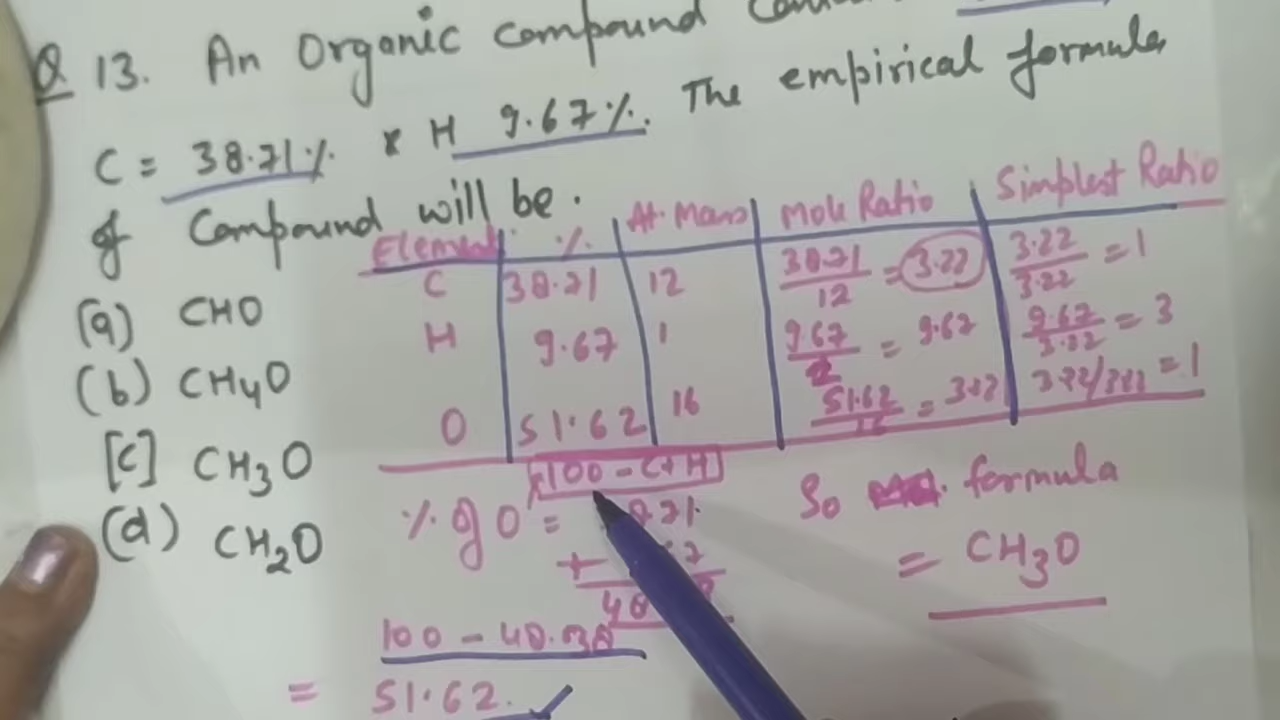 Q 13. An Organic compound
C = 38.71% & H 9.67%. The empirical formula
of Compound will be.
(a) CHO
(b) CH4O
[c] CH3O
(d) CH2O
Element % At. Mass Mole Ratio Simplest Ratio
C 38.71 12 38.71/12 = 3.22 3.22/3.22 = 1
H 9.67 1 9.67/1 = 9.67 9.67/3.22 = 3
O 51.62 16 51.62/16 = 3.22 3.22/3.22 = 1
100 - C+H
% of O =
+
100 - 48.38
= 51.62.
So formula
= CH3O